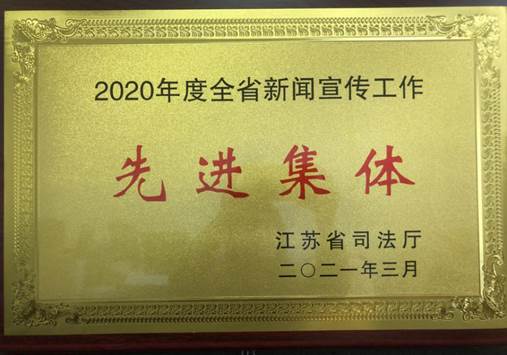 2020年度全省新闻宣传工作
先进集体
江苏省司法厅
二〇二一年三月